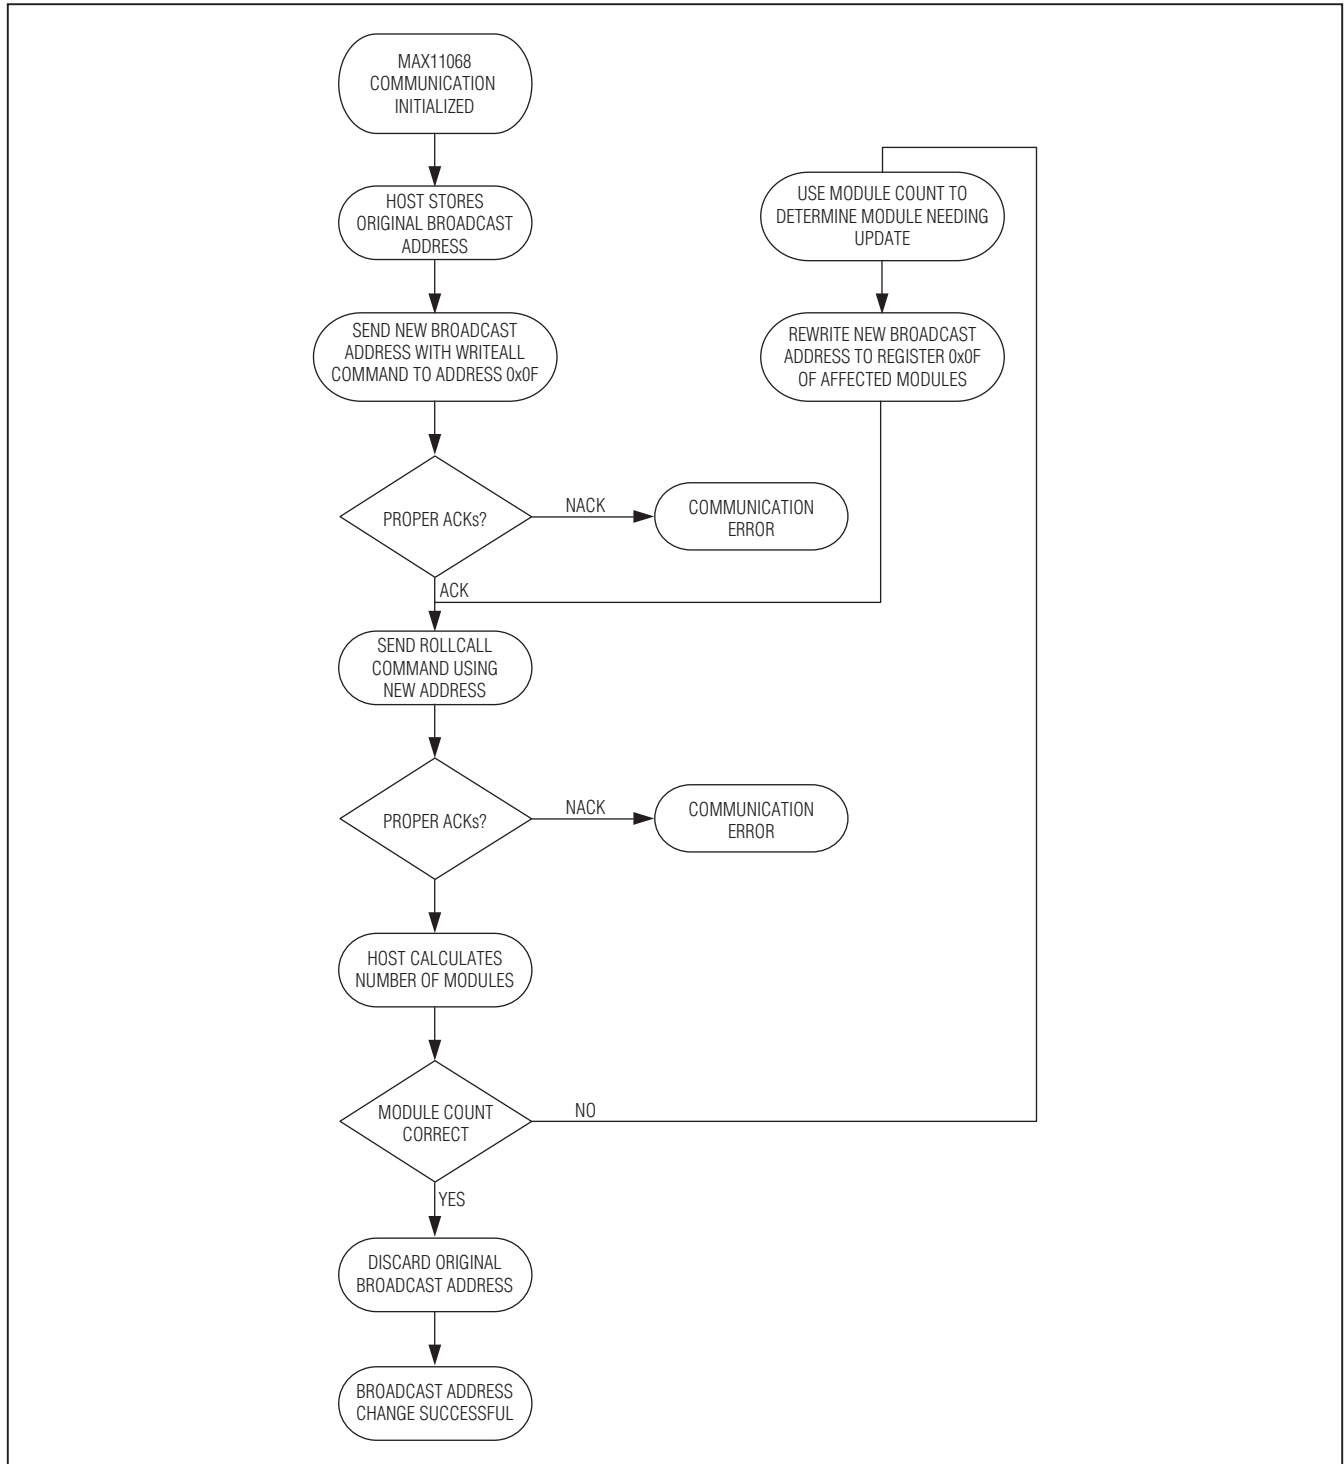 MAX11068
COMMUNICATION
INITIALIZED
HOST STORES
ORIGINAL BROADCAST
ADDRESS
USE MODULE COUNT TO
DETERMINE MODULE NEEDING
UPDATE
SEND NEW BROADCAST
ADDRESS WITH WRITEALL
COMMAND TO ADDRESS 0x0F
REWRITE NEW BROADCAST
ADDRESS TO REGISTER 0x0F
OF AFFECTED MODULES
PROPER ACKs?
NACK
COMMUNICATION
ERROR
ACK
SEND ROLLCALL
COMMAND USING
NEW ADDRESS
PROPER ACKs?
NACK
COMMUNICATION
ERROR
HOST CALCULATES
NUMBER OF MODULES
MODULE COUNT
CORRECT
NO
YES
DISCARD ORIGINAL
BROADCAST ADDRESS
BROADCAST ADDRESS
CHANGE SUCCESSFUL